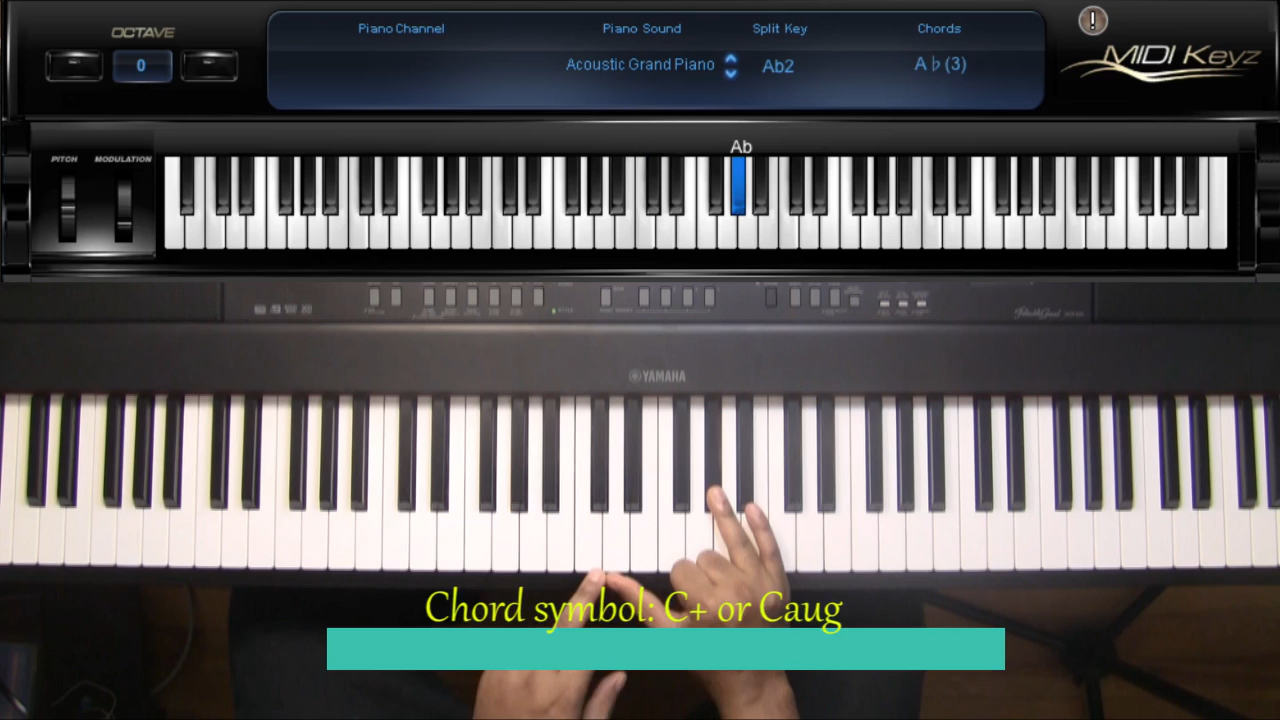 OCTAVE
0
Piano Channel
Piano Sound
Split Key
Chords
Acoustic Grand Piano
Ab2
A♭(3)
MIDI Keyz
PITCH
MODULATION
Ab
YAMAHA
Chord symbol: C+ or Caug